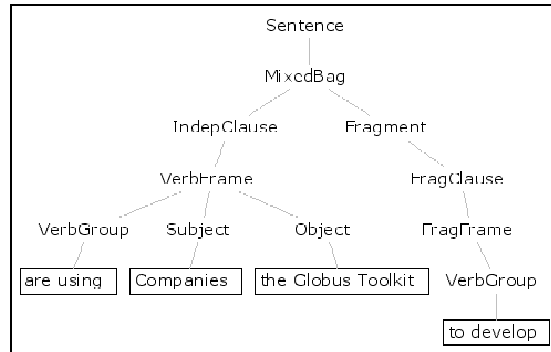 Sentence
MixedBag
IndepClause Fragment
VerbFrame FragClause
VerbGroup Subject Object FragFrame
are using Companies the Globus Toolkit VerbGroup
to develop